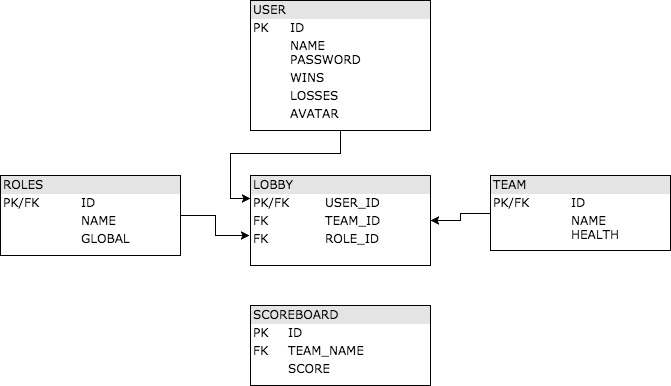 USER
PK ID
NAME
PASSWORD
WINS
LOSSES
AVATAR
ROLES
PK/FK ID
NAME
GLOBAL
LOBBY
PK/FK USER_ID
FK TEAM_ID
FK ROLE_ID
TEAM
PK/FK ID
NAME
HEALTH
SCOREBOARD
PK ID
FK TEAM_NAME
SCORE